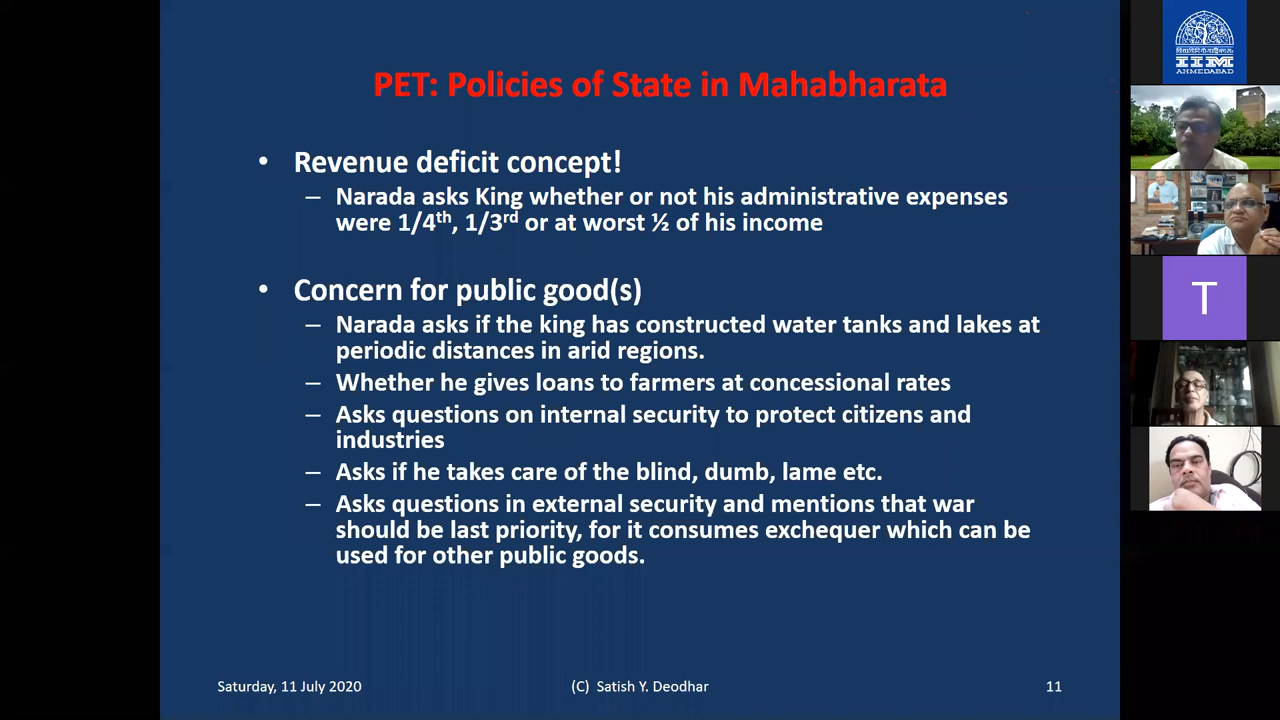 PET: Policies of State in Mahabharata
• Revenue deficit concept!
– Narada asks King whether or not his administrative expenses
were 1/4th, 1/3rd or at worst ½ of his income
• Concern for public good(s)
– Narada asks if the king has constructed water tanks and lakes at
periodic distances in arid regions.
– Whether he gives loans to farmers at concessional rates
– Asks questions on internal security to protect citizens and
industries
– Asks if he takes care of the blind, dumb, lame etc.
– Asks questions in external security and mentions that war
should be last priority, for it consumes exchequer which can be
used for other public goods.
Saturday, 11 July 2020
(C) Satish Y. Deodhar
11
IIM
AHMEDABAD
T